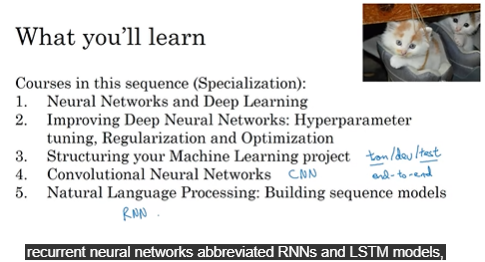 What you'll learn
Courses in this sequence (Specialization):
1. Neural Networks and Deep Learning
2. Improving Deep Neural Networks: Hyperparameter
tuning, Regularization and Optimization
3. Structuring your Machine Learning project train/dev/test
end-to-end
4. Convolutional Neural Networks CNN
5. Natural Language Processing: Building sequence models
RNN .
recurrent neural networks abbreviated RNNs and LSTM models,